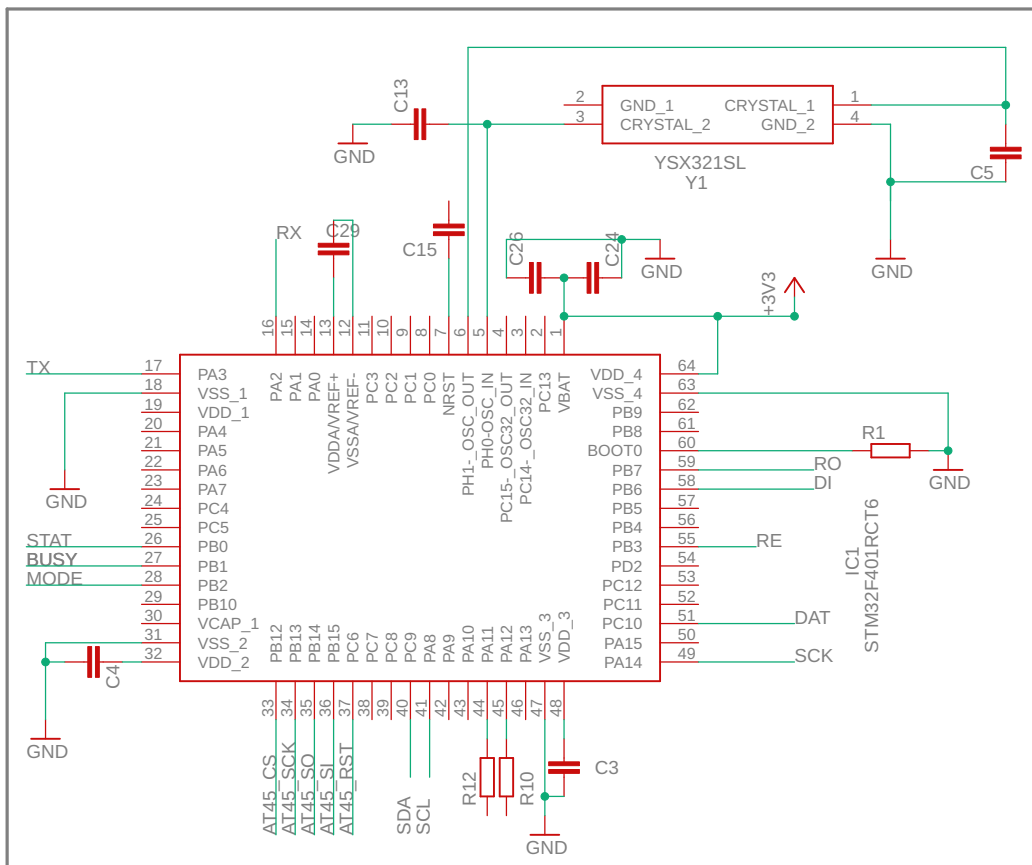 C13
GND
2 GND_1 CRYSTAL_1 1
3 CRYSTAL_2 GND_2 4
YSX321SL
Y1
C5
GND
RX
C29
C15
C26
C24
GND
+3V3
16 15 14 13 12 11 10 9 8 7 6 5 4 3 2 1
PA2
PA1
PA0
VDDA/VREF+
VSSA/VREF-
PC3
PC2
PC1
PC0
NRST
PH1-_OSC_OUT
PH0-OSC_IN
PC15-_OSC32_OUT
PC14-_OSC32_IN
PC13
VBAT
TX
17 PA3
18 VSS_1
19 VDD_1
20 PA4
21 PA5
22 PA6
23 PA7
24 PC4
25 PC5
STAT 26 PB0
BUSY 27 PB1
MODE 28 PB2
29 PB10
30 VCAP_1
31 VSS_2
32 VDD_2
GND
C4
GND
VDD_4 64
VSS_4 63
PB9 62
PB8 61
BOOT0 60 R1
PB7 59 RO
PB6 58 DI
PB5 57
PB4 56
PB3 55 RE
PD2 54
PC12 53
PC11 52
PC10 51 DAT
PA15 50
PA14 49 SCK
GND
IC1
STM32F401RCT6
PB12
PB13
PB14
PB15
PC6
PC7
PC8
PC9
PA8
PA9
PA10
PA11
PA12
PA13
VSS_3
VDD_3
33 34 35 36 37 38 39 40 41 42 43 44 45 46 47 48
AT45_CS
AT45_SCK
AT45_SO
AT45_SI
AT45_RST
SDA
SCL
R12
R10
C3
GND